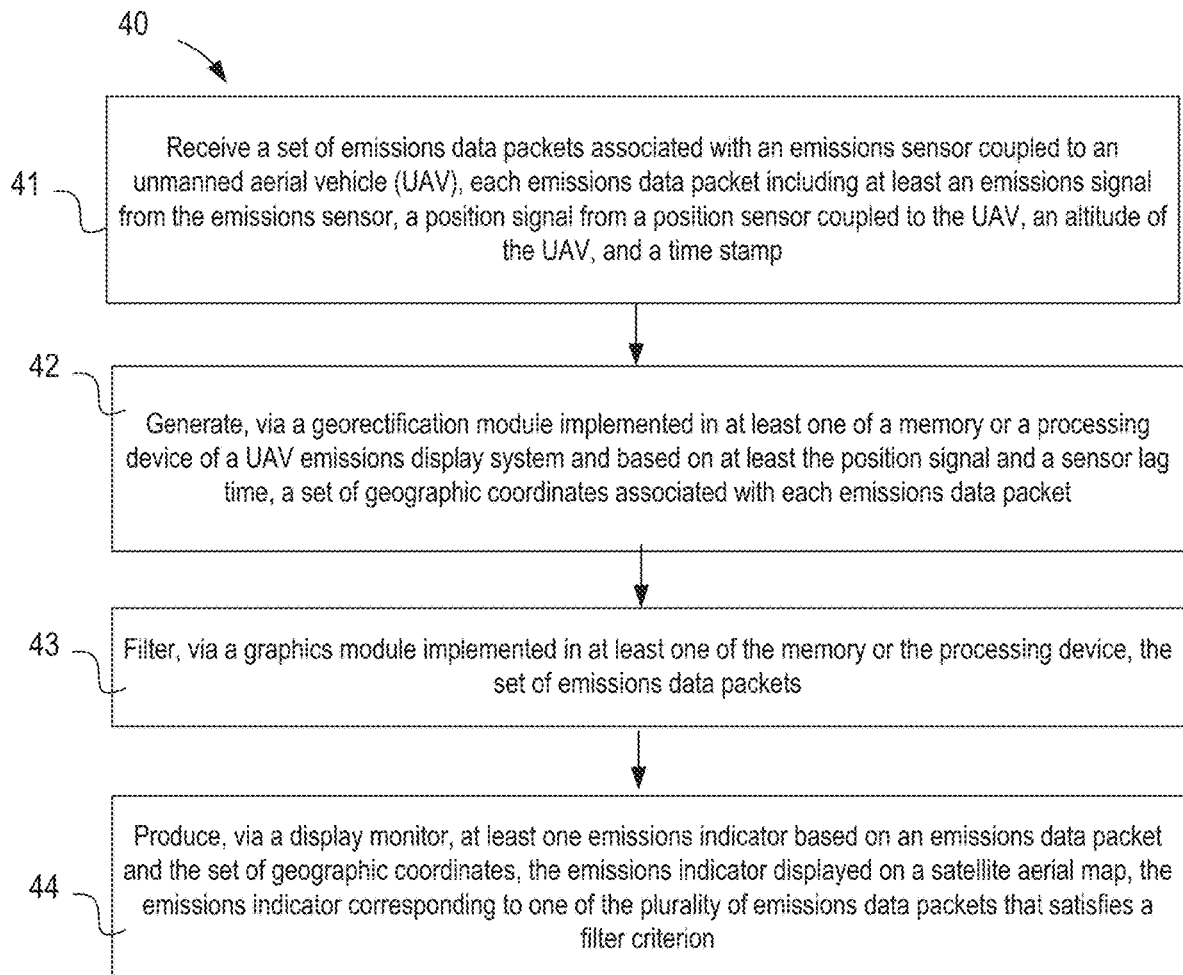 40
41
Receive a set of emissions data packets associated with an emissions sensor coupled to an
unmanned aerial vehicle (UAV), each emissions data packet including at least an emissions signal
from the emissions sensor, a position signal from a position sensor coupled to the UAV, an altitude of
the UAV, and a time stamp
42
Generate, via a georectification module implemented in at least one of a memory or a processing
device of a UAV emissions display system and based on at least the position signal and a sensor lag
time, a set of geographic coordinates associated with each emissions data packet
43
Filter, via a graphics module implemented in at least one of the memory or the processing device, the
set of emissions data packets
44
Produce, via a display monitor, at least one emissions indicator based on an emissions data packet
and the set of geographic coordinates, the emissions indicator displayed on a satellite aerial map, the
emissions indicator corresponding to one of the plurality of emissions data packets that satisfies a
filter criterion